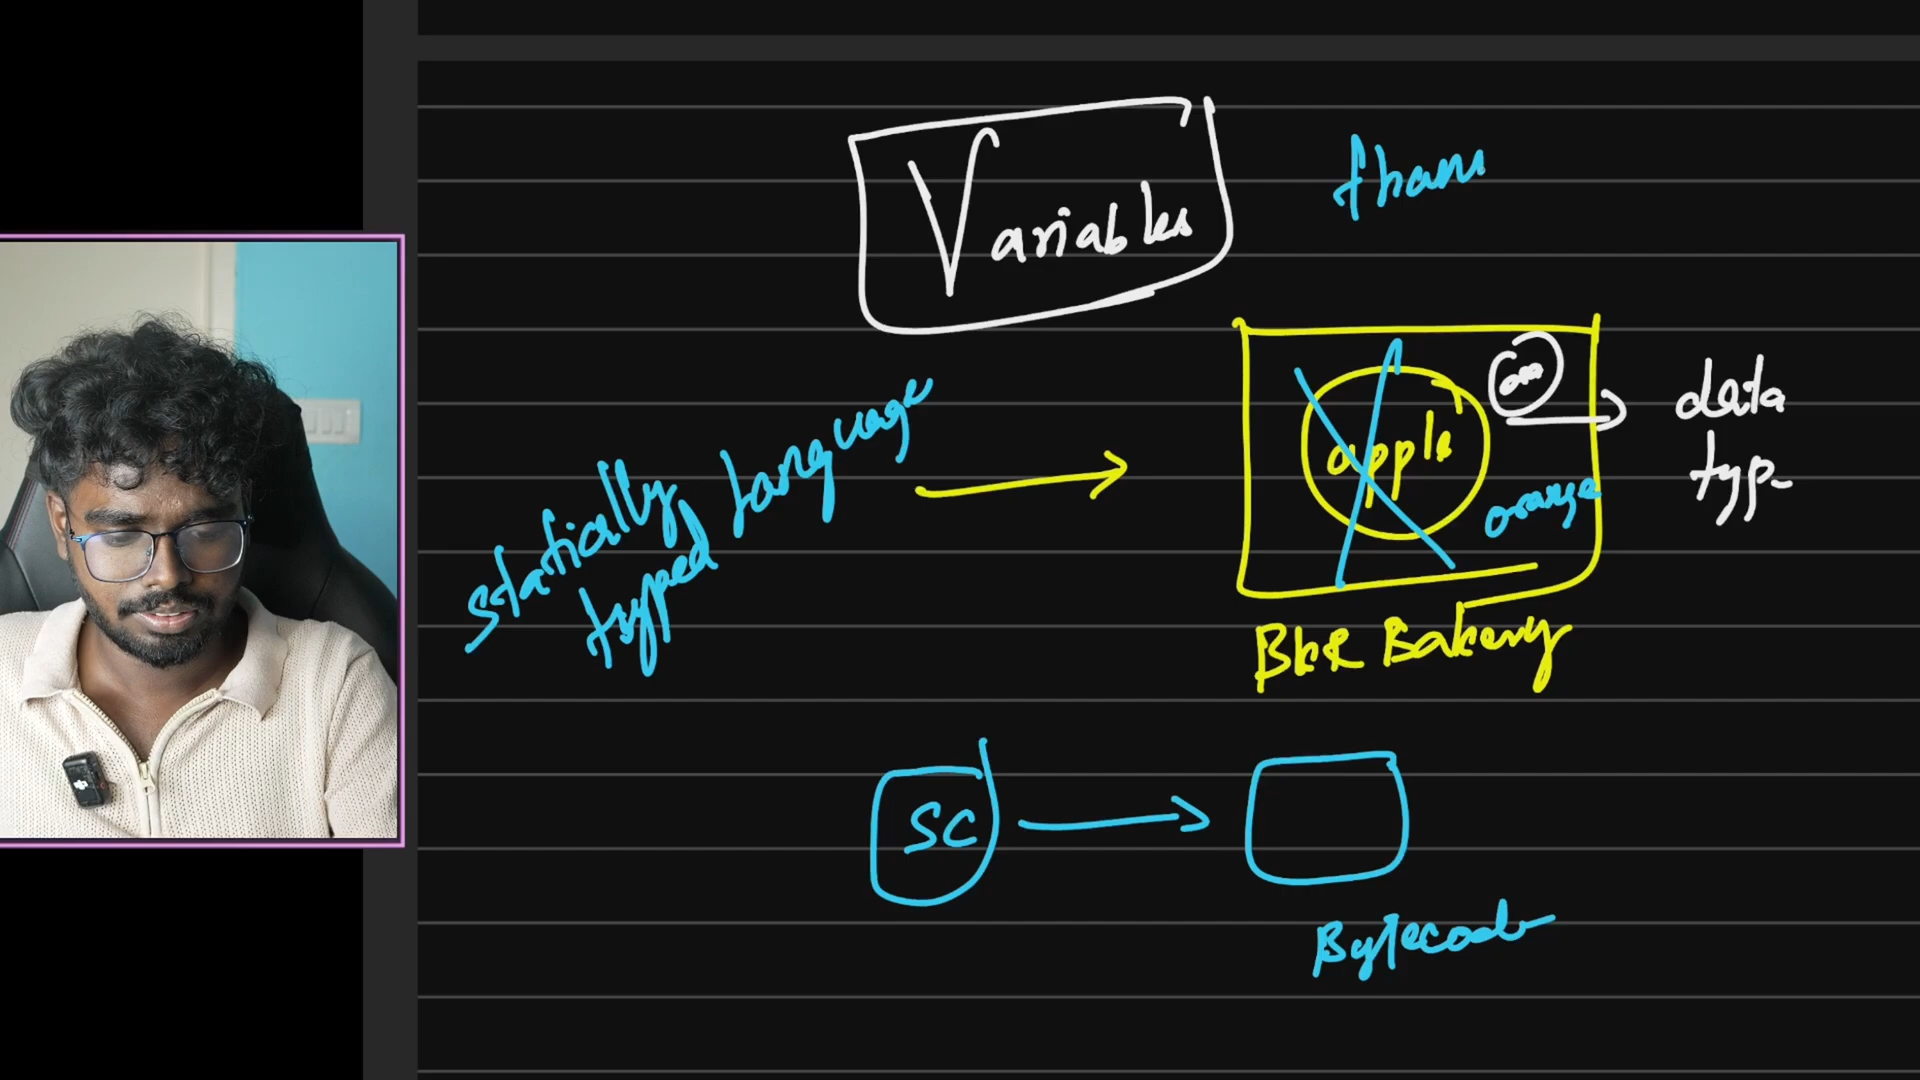 Variables
statically
typed language
apple
orange
data
type
BKR Bakery
SC
Bytecode